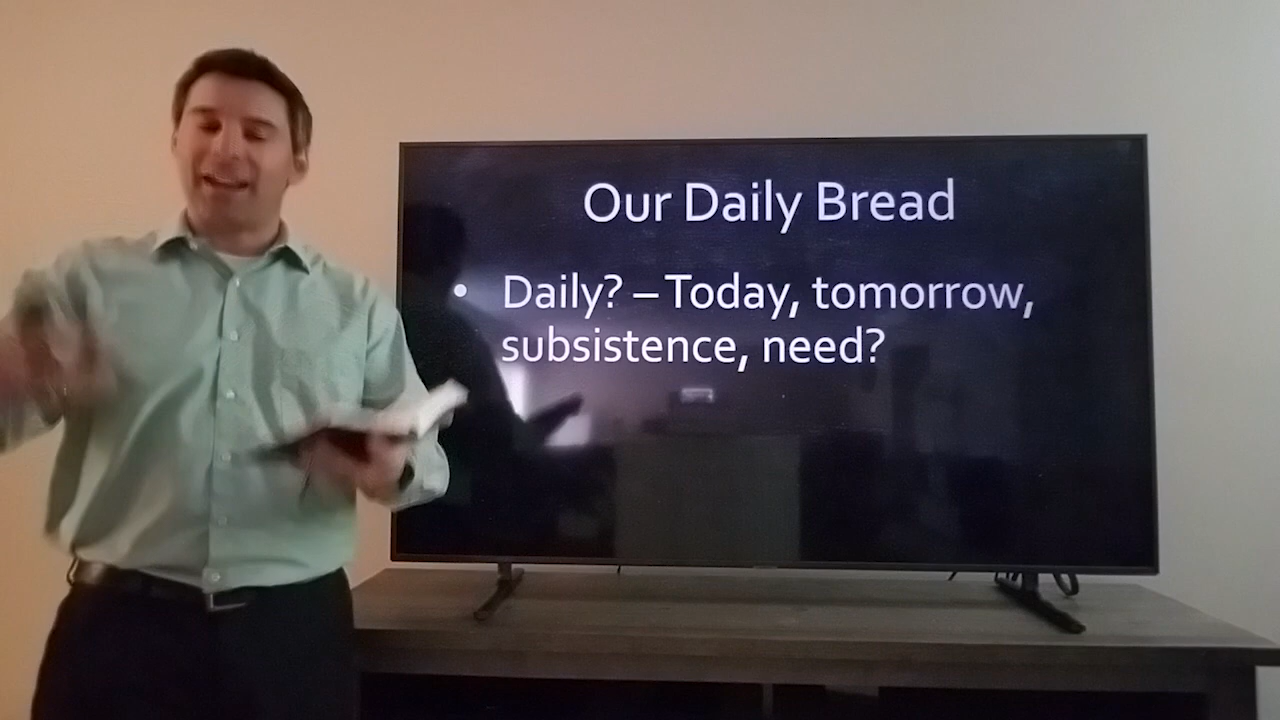 Our Daily Bread
• Daily? – Today, tomorrow,
subsistence, need?